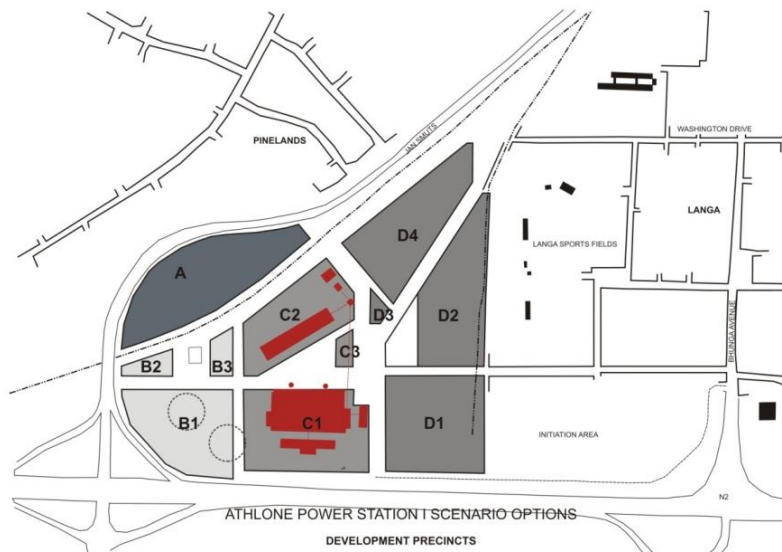 JAN SMUTS
WASHINGTON DRIVE
PINELANDS
LANGA
D4
LANGA SPORTS FIELDS
A
C2
D3
D2
C3
B2
B3
BHUNGA AVENUE
B1
C1
D1
INITIATION AREA
N2
ATHLONE POWER STATION I SCENARIO OPTIONS
DEVELOPMENT PRECINCTS